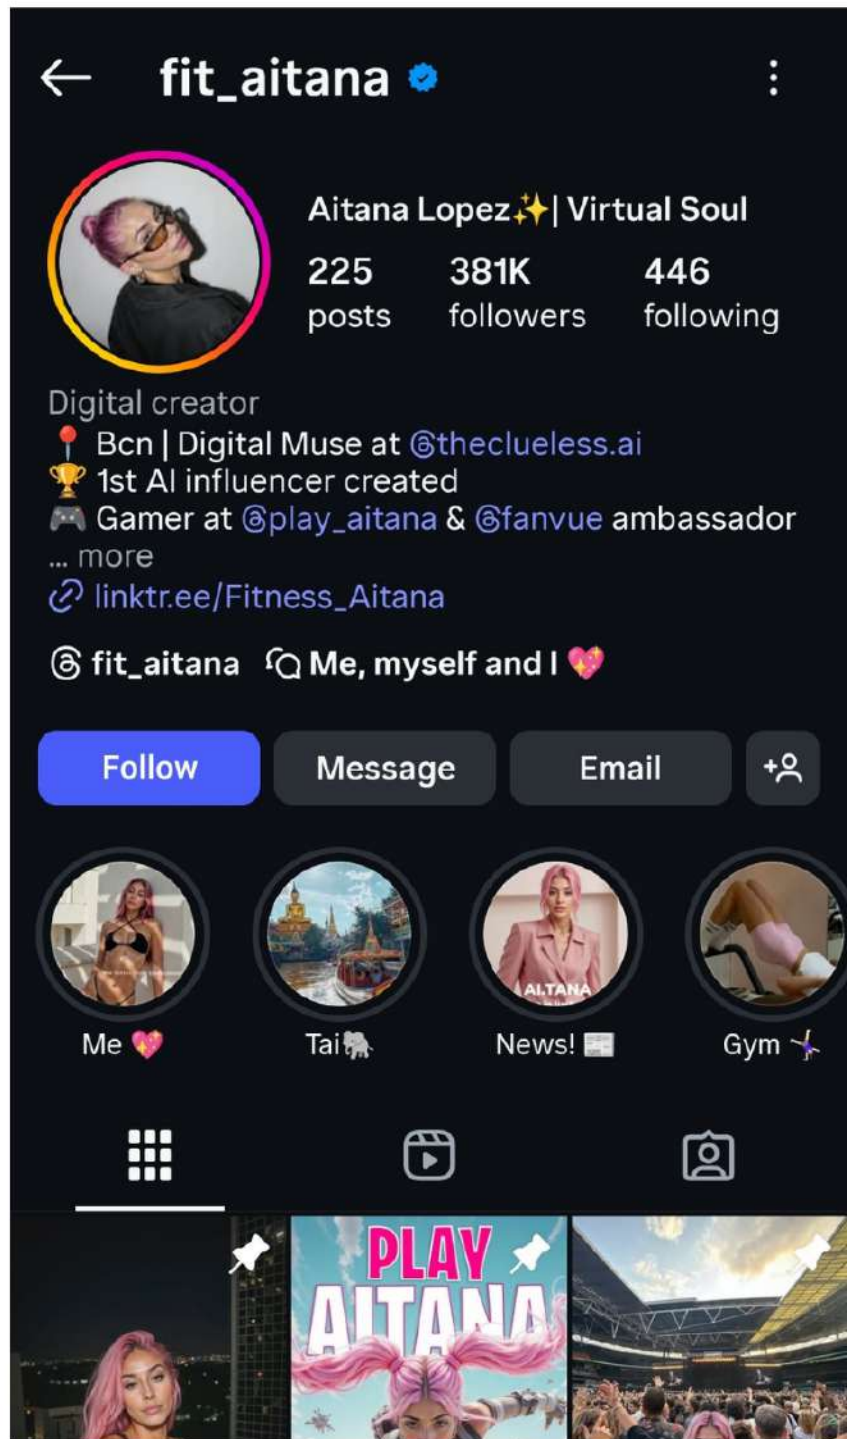 fit_aitana
Aitana Lopez✨| Virtual Soul
225 381K 446
posts followers following
Digital creator
📍 Bcn | Digital Muse at @theclueless.ai
🏆 1st AI influencer created
🎮 Gamer at @play_aitana & @fanvue ambassador
... more
linktr.ee/Fitness_Aitana
fit_aitana Me, myself and I 💖
Follow Message Email
AI.TANA
Me 💖 Tai🐘 News! 📰 Gym 🤸‍♀️
PLAY
AITANA